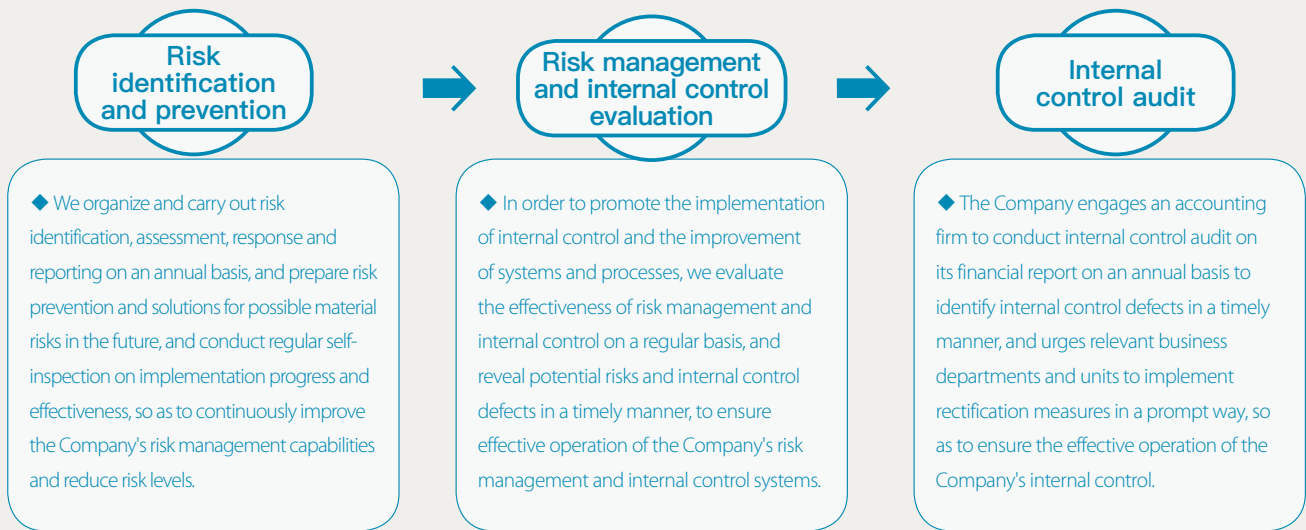 Risk
identification
and prevention
◆ We organize and carry out risk
identification, assessment, response and
reporting on an annual basis, and prepare risk
prevention and solutions for possible material
risks in the future, and conduct regular self-
inspection on implementation progress and
effectiveness, so as to continuously improve
the Company's risk management capabilities
and reduce risk levels.
Risk management
and internal control
evaluation
◆ In order to promote the implementation
of internal control and the improvement
of systems and processes, we evaluate
the effectiveness of risk management and
internal control on a regular basis, and
reveal potential risks and internal control
defects in a timely manner, to ensure
effective operation of the Company's risk
management and internal control systems.
Internal
control audit
◆ The Company engages an accounting
firm to conduct internal control audit on
its financial report on an annual basis to
identify internal control defects in a timely
manner, and urges relevant business
departments and units to implement
rectification measures in a prompt way, so
as to ensure the effective operation of the
Company's internal control.